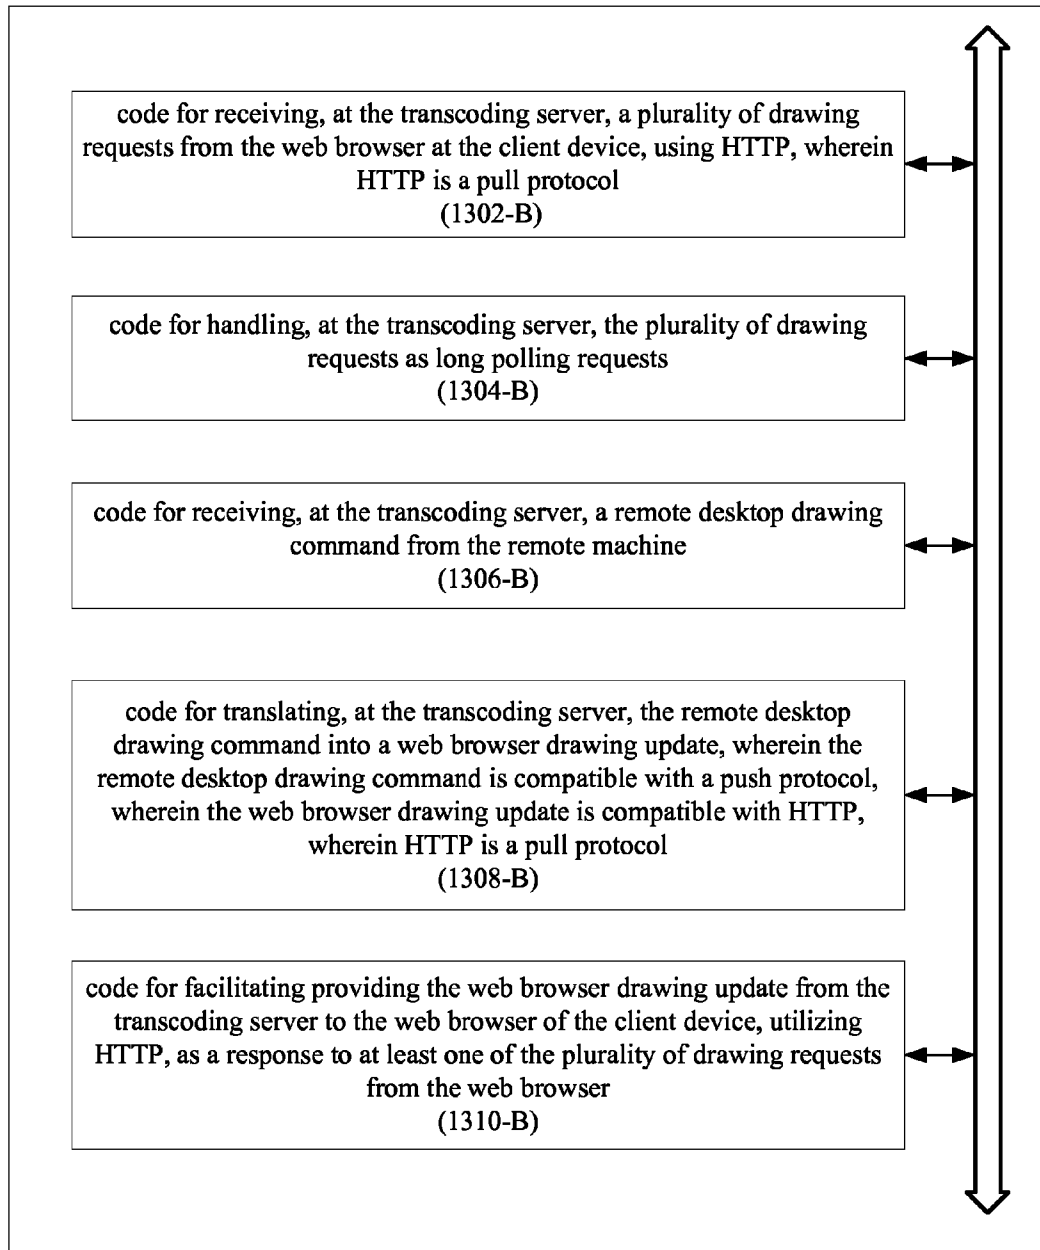 code for receiving, at the transcoding server, a plurality of drawing
requests from the web browser at the client device, using HTTP, wherein
HTTP is a pull protocol
(1302-B)
code for handling, at the transcoding server, the plurality of drawing
requests as long polling requests
(1304-B)
code for receiving, at the transcoding server, a remote desktop drawing
command from the remote machine
(1306-B)
code for translating, at the transcoding server, the remote desktop
drawing command into a web browser drawing update, wherein the
remote desktop drawing command is compatible with a push protocol,
wherein the web browser drawing update is compatible with HTTP,
wherein HTTP is a pull protocol
(1308-B)
code for facilitating providing the web browser drawing update from the
transcoding server to the web browser of the client device, utilizing
HTTP, as a response to at least one of the plurality of drawing requests
from the web browser
(1310-B)